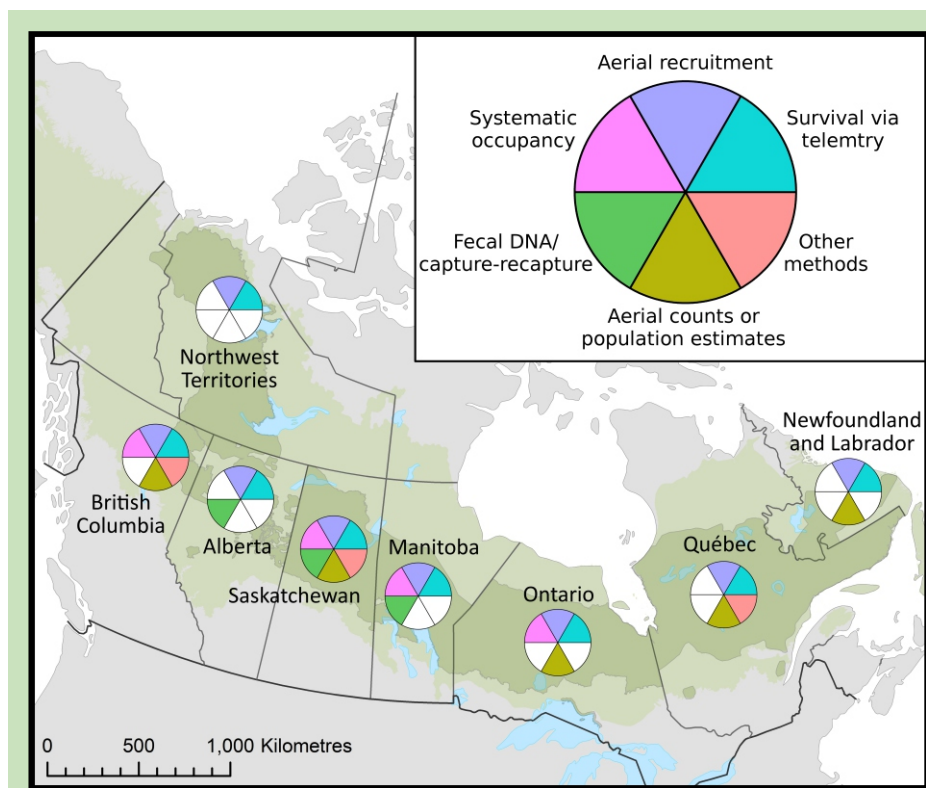 Aerial recruitment
Systematic
occupancy
Survival via
telemtry
Fecal DNA/
capture-recapture
Other
methods
Aerial counts or
population estimates
Northwest
Territories
Newfoundland
and Labrador
British
Columbia
Alberta
Saskatchewan
Manitoba
Ontario
Québec
0 500 1,000 Kilometres